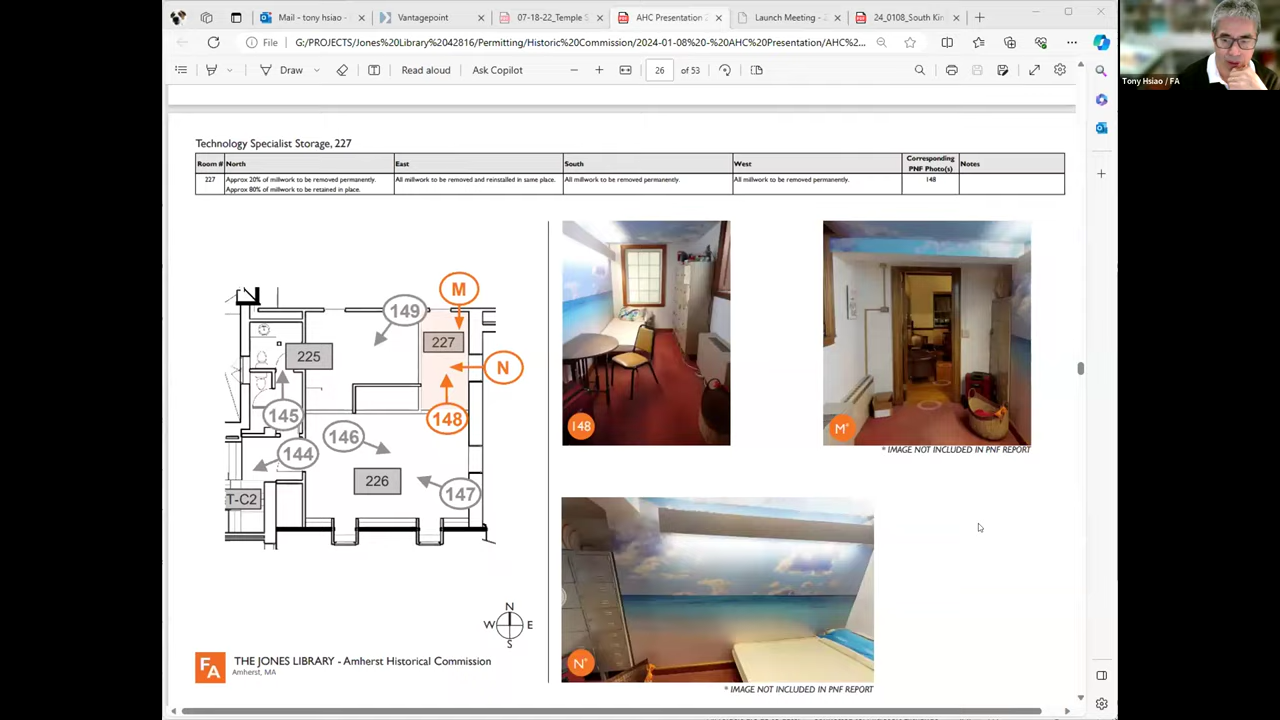 Mail - tony hsiao -
Vantagepoint
07-18-22_Temple S
AHC Presentation 2
Launch Meeting - 2
24_0108_South Kin
File
G:/PROJECTS/Jones%20Library%2042816/Permitting/Historic%20Commission/2024-01-08%20-%20AHC%20Presentation/AHC%2...
Draw
Read aloud
Ask Copilot
26 of 53
Tony Hsiao / FA
Technology Specialist Storage, 227
Room # North East South West Corresponding PNF Photo(s) Notes
227 Approx 20% of millwork to be removed permanently. All millwork to be removed and reinstalled in same place. All millwork to be removed permanently. All millwork to be removed permanently. 148
Approx 80% of millwork to be retained in place.
M
149
227
225
N
148
145
146
144
226
147
T-C2
148
M*
* IMAGE NOT INCLUDED IN PNF REPORT
N*
* IMAGE NOT INCLUDED IN PNF REPORT
N
W E
S
FA
THE JONES LIBRARY - Amherst Historical Commission
Amherst, MA